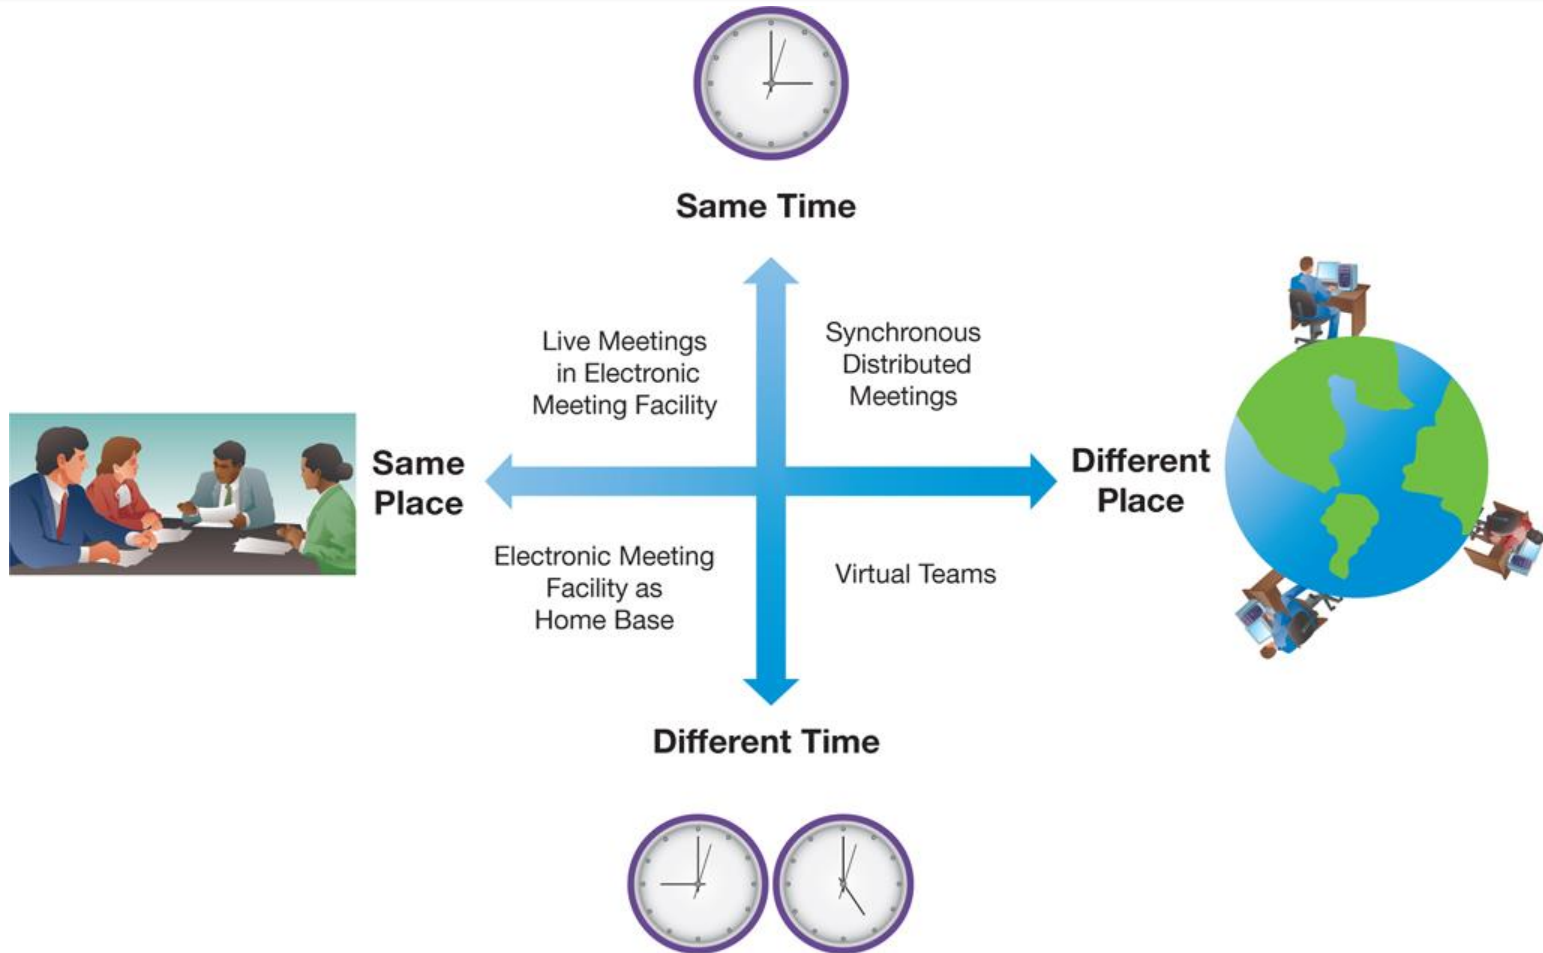 Same Time
Live Meetings
in Electronic
Meeting Facility
Synchronous
Distributed
Meetings
Same
Place
Different
Place
Electronic Meeting
Facility as
Home Base
Virtual Teams
Different Time